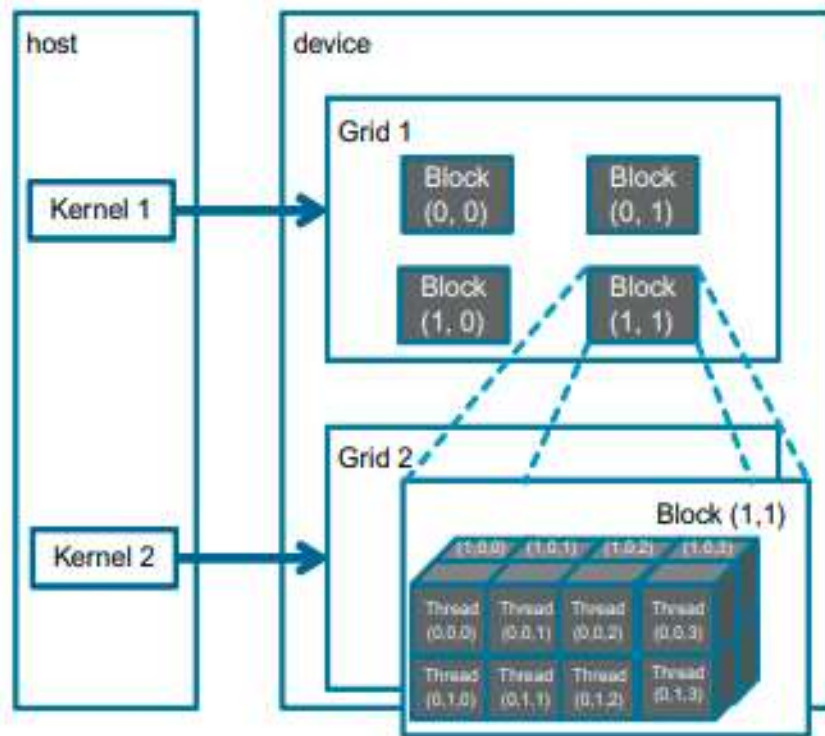 host
device
Grid 1
Block
(0, 0)
Block
(0, 1)
Kernel 1
Block
(1, 0)
Block
(1, 1)
Grid 2
Block (1,1)
Kernel 2
(1,0,0) (1,0,1) (1,0,2) (1,0,3)
Thread
(0,0,0)
Thread
(0,0,1)
Thread
(0,0,2)
Thread
(0,0,3)
Thread
(0,1,0)
Thread
(0,1,1)
Thread
(0,1,2)
Thread
(0,1,3)